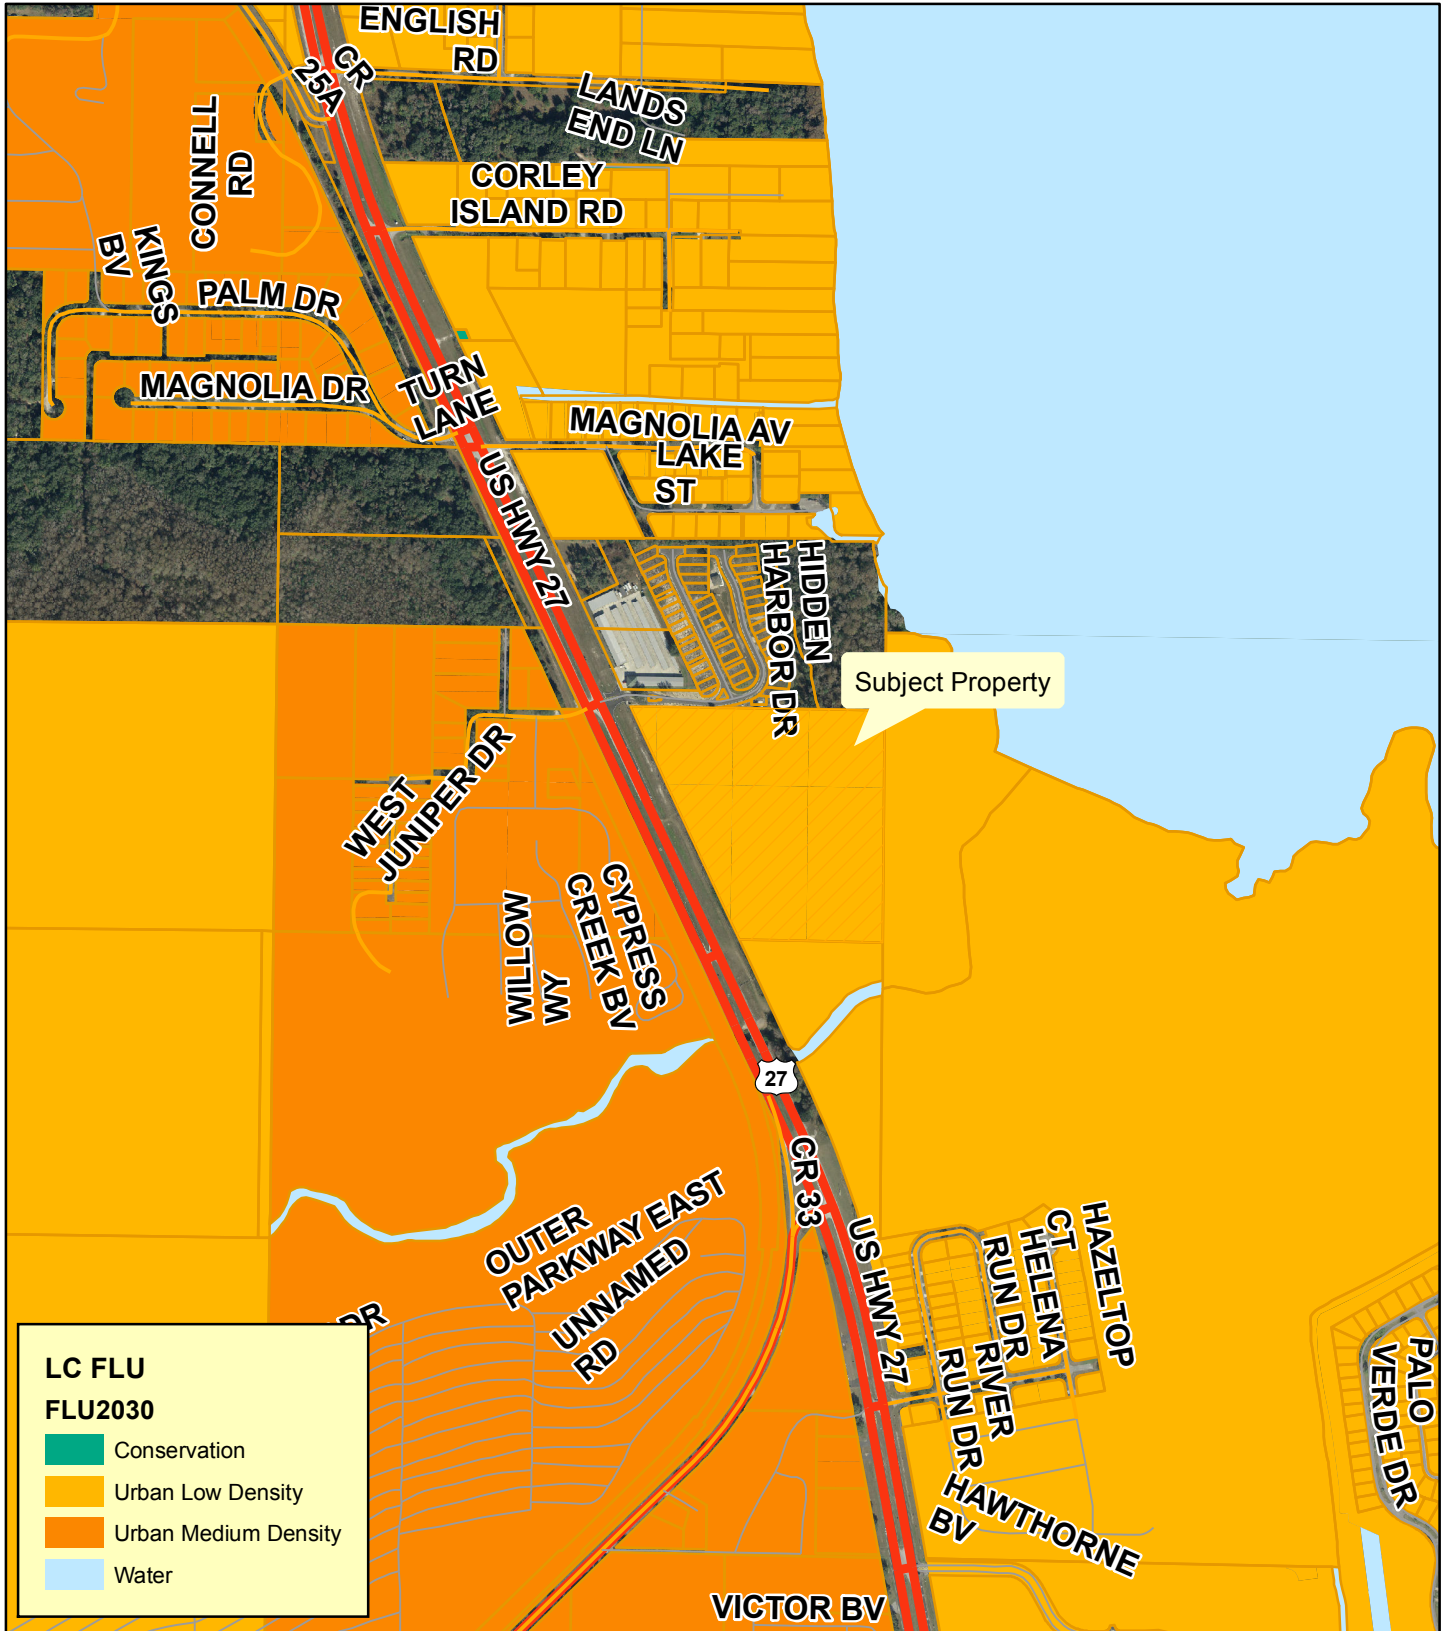 ENGLISH
RD
CR
25A
LANDS
END LN
CONNELL
RD
CORLEY
ISLAND RD
KINGS
BV
PALM DR
MAGNOLIA DR
TURN
LANE
MAGNOLIA AV
LAKE
ST
US HWY 27
HIDDEN
HARBOR DR
Subject Property
WEST
JUNIPER DR
WILLOW
WY
CYPRESS
CREEK BV
27
CR 33
OUTER
PARKWAY EAST
UNNAMED
RD
US HWY 27
HAZELTOP
CT
HELENA
RUN DR
RIVER
RUN DR
HAWTHORNE
BV
PALO
VERDE DR
DR
VICTOR BV
LC FLU
FLU2030
Conservation
Urban Low Density
Urban Medium Density
Water